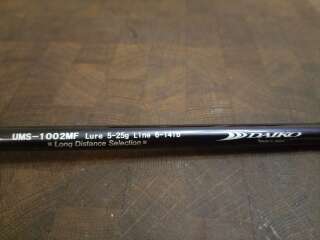 UMS-1002MF Lure 5-25g Line 6-14lb
DAIKO
Long Distance Selection